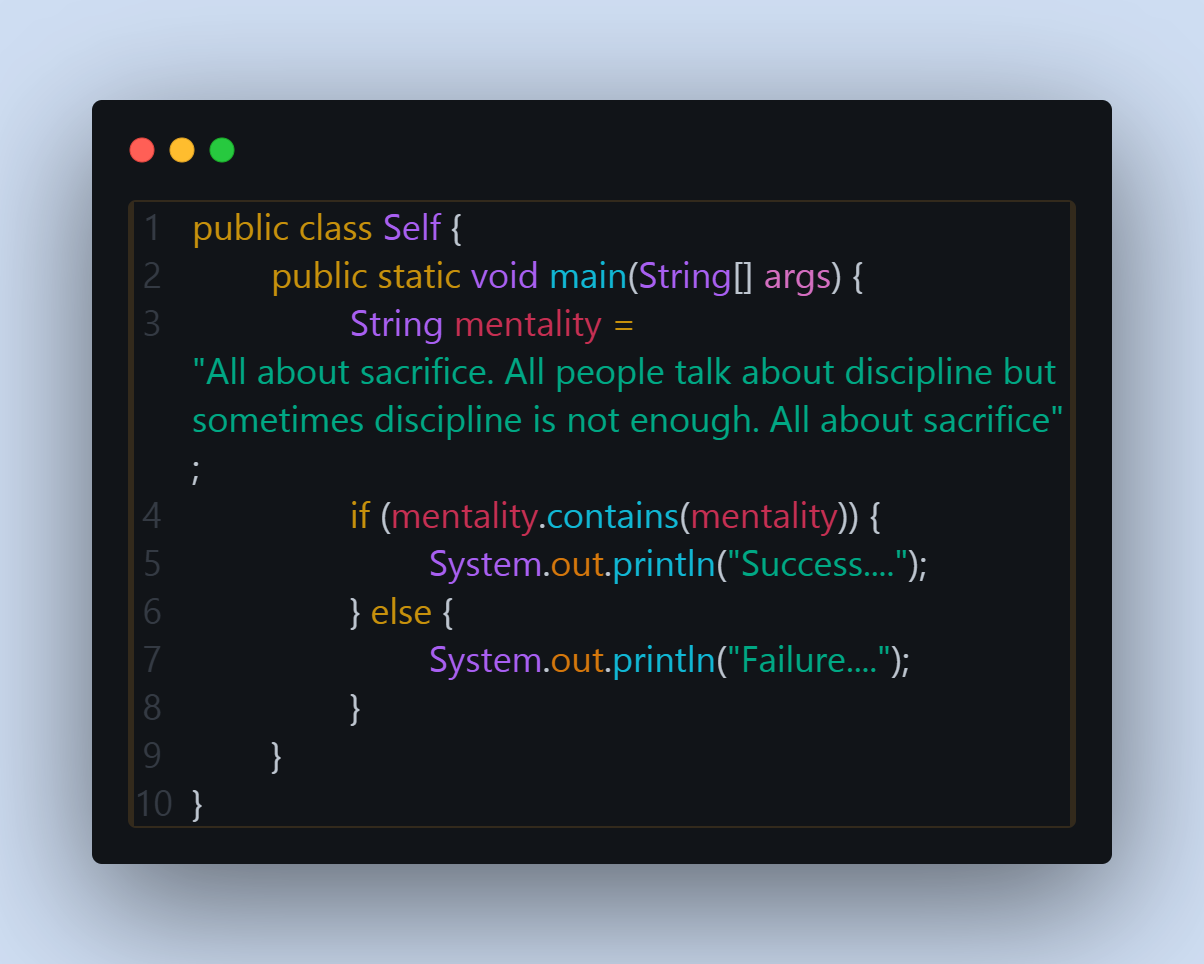 1 public class Self {
2 public static void main(String[] args) {
3 String mentality =
"All about sacrifice. All people talk about discipline but
sometimes discipline is not enough. All about sacrifice"
;
4 if (mentality.contains(mentality)) {
5 System.out.println("Success....");
6 } else {
7 System.out.println("Failure....");
8 }
9 }
10 }